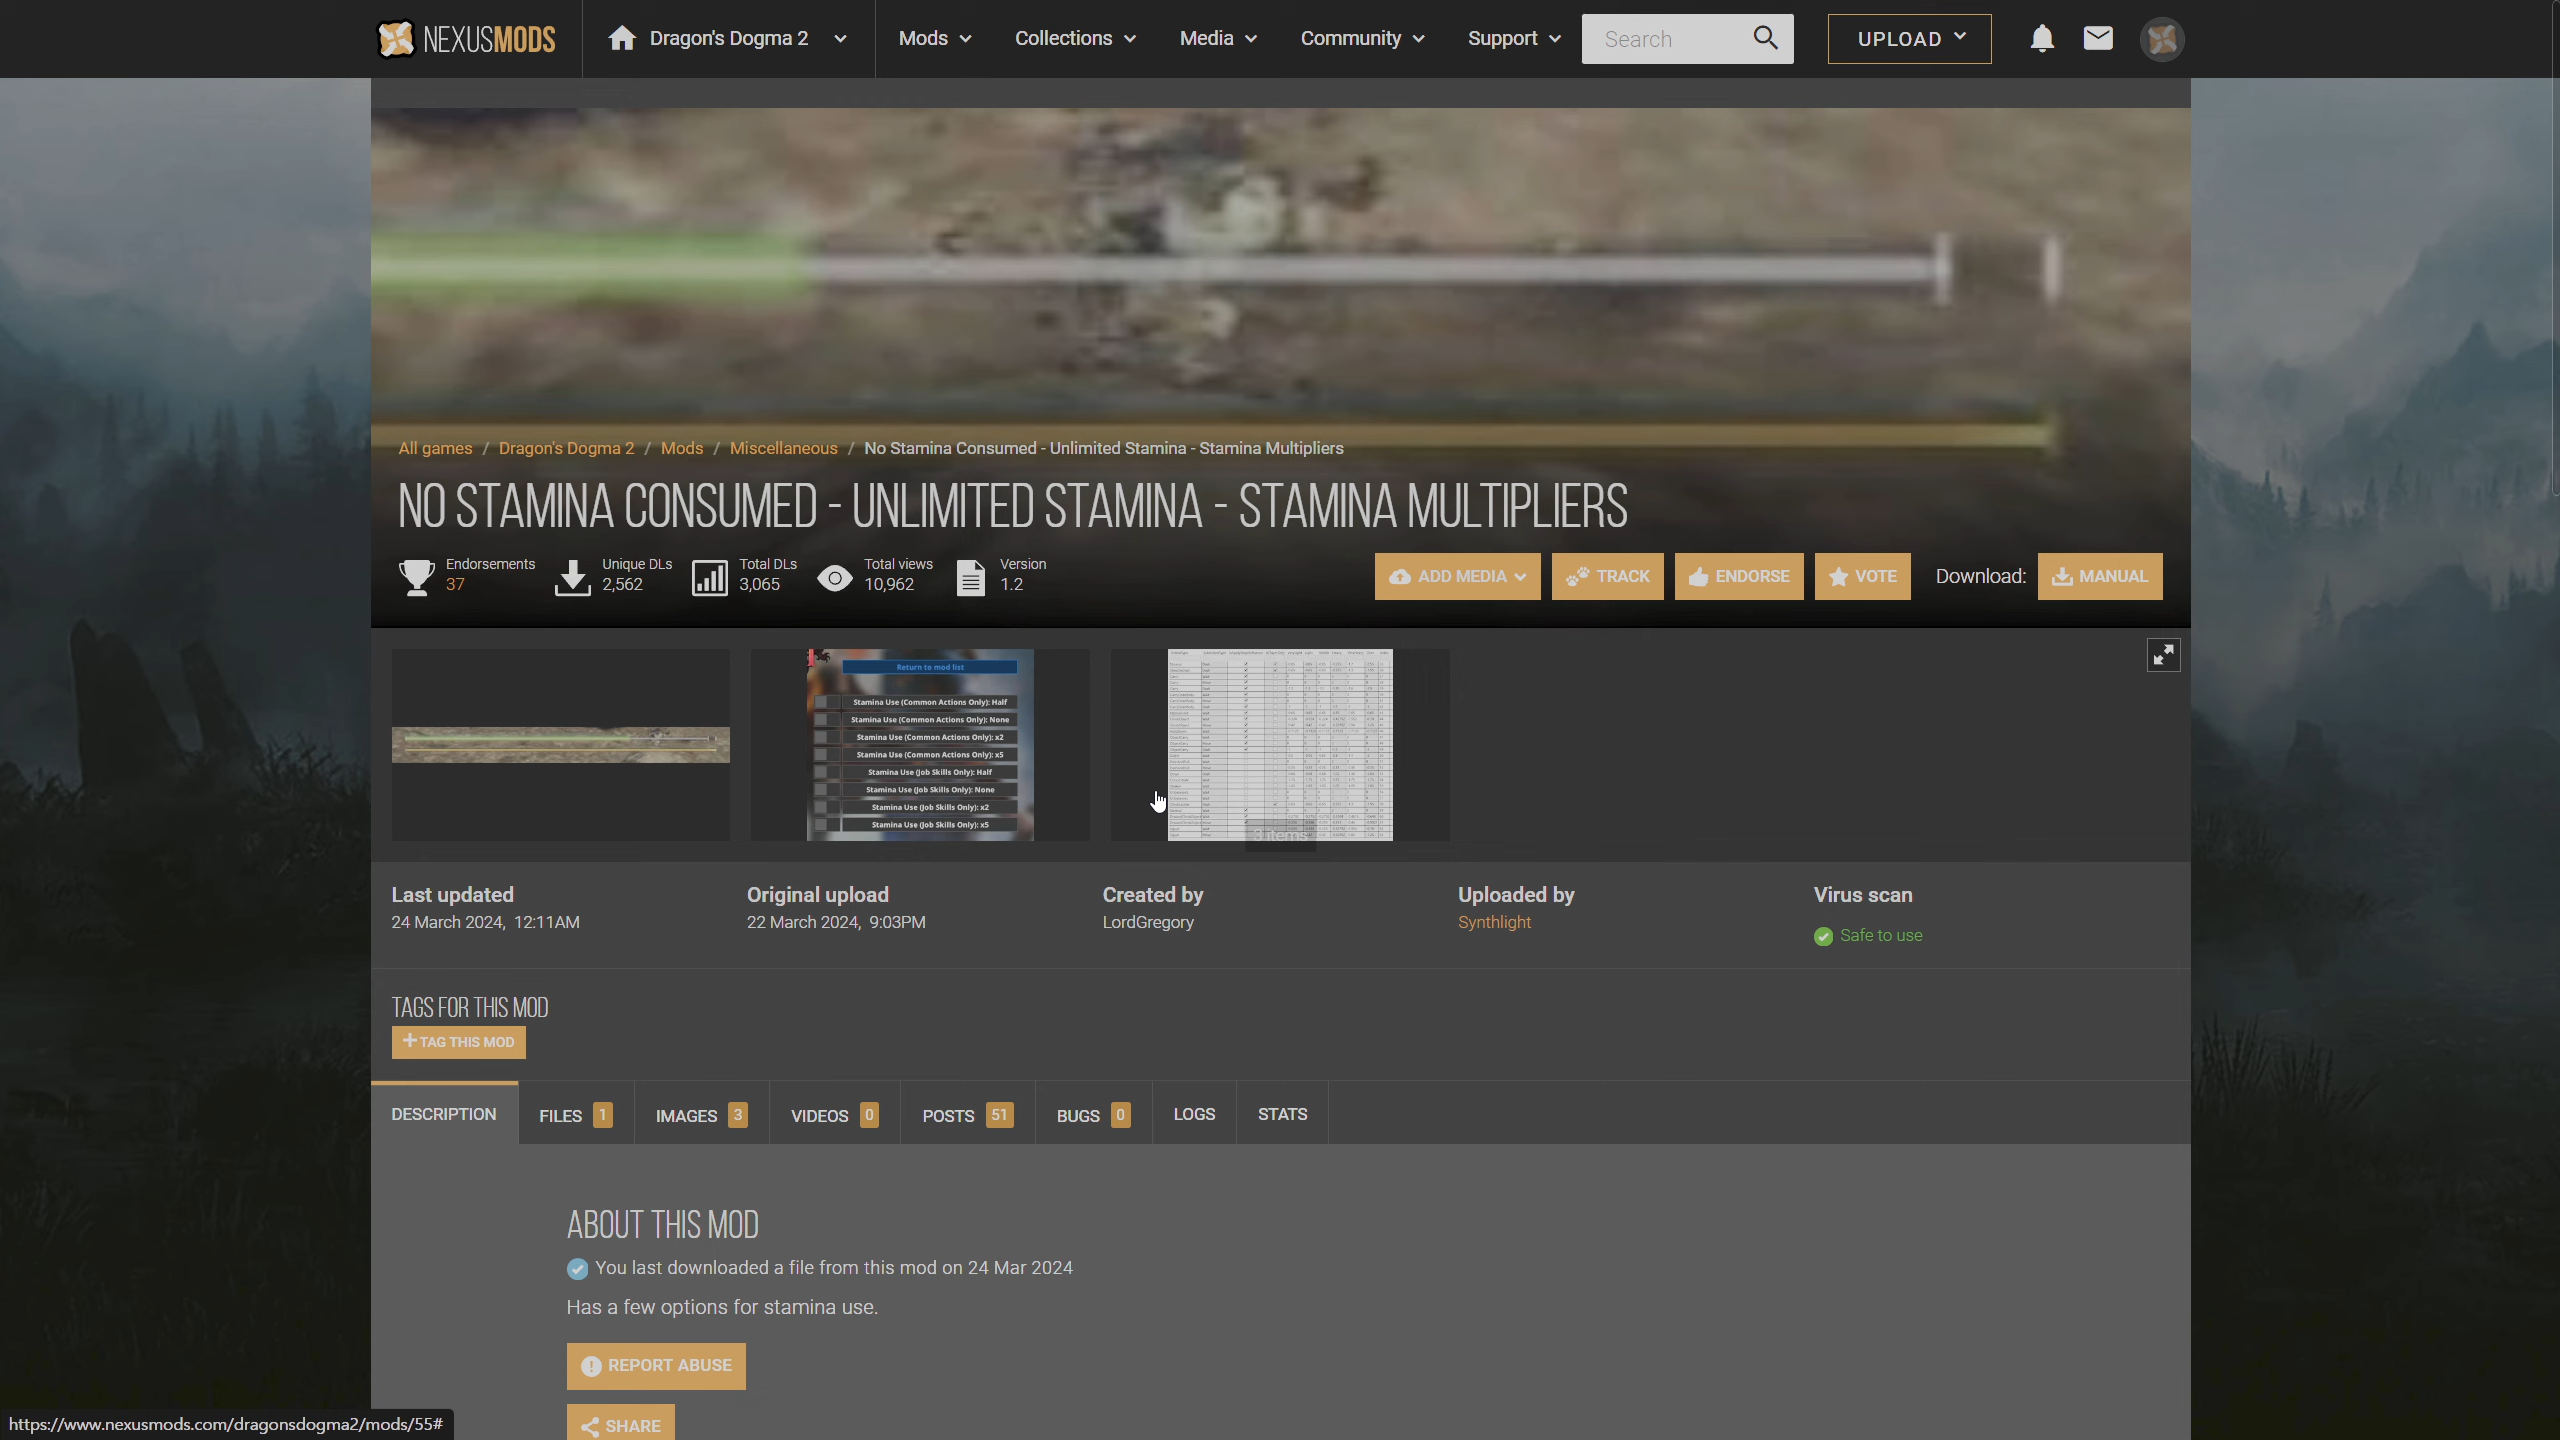 NEXUSMODS
Dragon's Dogma 2
Mods
Collections
Media
Community
Support
Search
UPLOAD
All games / Dragon's Dogma 2 / Mods / Miscellaneous / No Stamina Consumed - Unlimited Stamina - Stamina Multipliers
NO STAMINA CONSUMED - UNLIMITED STAMINA - STAMINA MULTIPLIERS
Endorsements
37
Unique DLs
2,562
Total DLs
3,065
Total views
10,962
Version
1.2
ADD MEDIA
TRACK
ENDORSE
VOTE
Download:
MANUAL
Return to mod list
Stamina Use (Common Actions Only): Half
Stamina Use (Common Actions Only): None
Stamina Use (Common Actions Only): x2
Stamina Use (Common Actions Only): x5
Stamina Use (Job Skills Only): Half
Stamina Use (Job Skills Only): None
Stamina Use (Job Skills Only): x2
Stamina Use (Job Skills Only): x5
3 items
Last updated
24 March 2024, 12:11AM
Original upload
22 March 2024, 9:03PM
Created by
LordGregory
Uploaded by
Synthlight
Virus scan
Safe to use
TAGS FOR THIS MOD
+ TAG THIS MOD
DESCRIPTION
FILES 1
IMAGES 3
VIDEOS 0
POSTS 51
BUGS 0
LOGS
STATS
ABOUT THIS MOD
You last downloaded a file from this mod on 24 Mar 2024
Has a few options for stamina use.
REPORT ABUSE
SHARE
https://www.nexusmods.com/dragonsdogma2/mods/55#